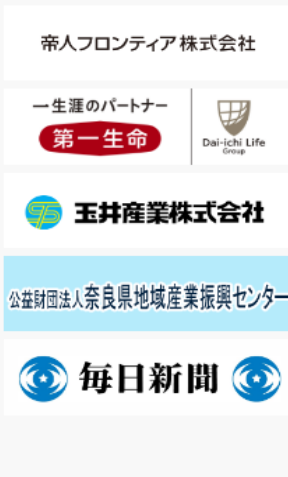 帝人フロンティア株式会社
一生涯のパートナー
第一生命
Dai-ichi Life
Group
玉井産業株式会社
公益財団法人奈良県地域産業振興センター
毎日新聞